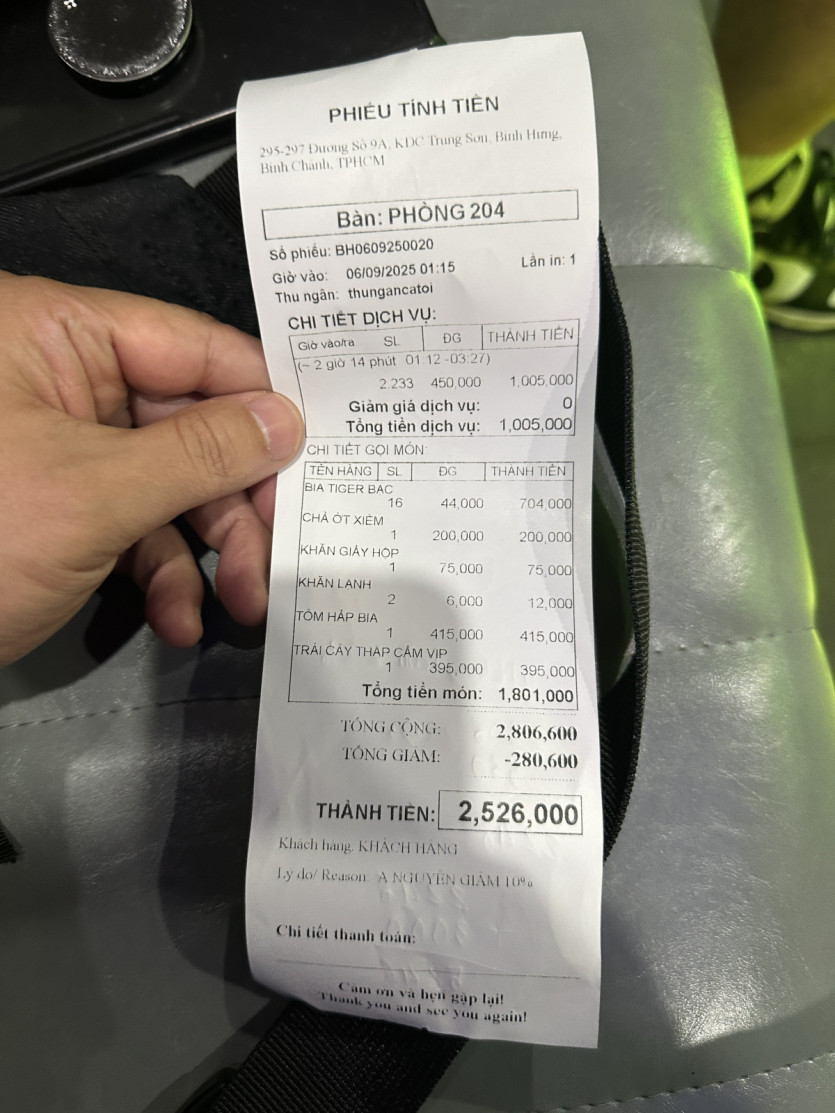 PHIẾU TÍNH TIỀN
295-297 Đường Số 9A, KDC Trung Sơn, Bình Hưng,
Bình Chánh, TPHCM
Bàn: PHÒNG 204
Số phiếu: BH0609250020
Giờ vào: 06/09/2025 01:15 Lần in: 1
Thu ngân: thungancatoi
CHI TIẾT DỊCH VỤ:
Giờ vào/ra SL ĐG THÀNH TIỀN
(~ 2 giờ 14 phút 01:12 -03:27)
2.233 450,000 1,005,000
Giảm giá dịch vụ: 0
Tổng tiền dịch vụ: 1,005,000
CHI TIẾT GỌI MÓN:
TÊN HÀNG SL ĐG THÀNH TIỀN
BIA TIGER BẠC
16 44,000 704,000
CHẢ ỚT XIÊM
1 200,000 200,000
KHĂN GIẤY HỘP
1 75,000 75,000
KHĂN LẠNH
2 6,000 12,000
TÔM HẤP BIA
1 415,000 415,000
TRÁI CÂY THẬP CẨM VIP
1 395,000 395,000
Tổng tiền món: 1,801,000
TỔNG CỘNG: 2,806,600
TỔNG GIẢM: -280,600
THÀNH TIỀN: 2,526,000
Khách hàng: KHÁCH HÀNG
Lý do/ Reason: A NGUYÊN GIẢM 10%
Chi tiết thanh toán:
Cảm ơn và hẹn gặp lại!
Thank you and see you again!